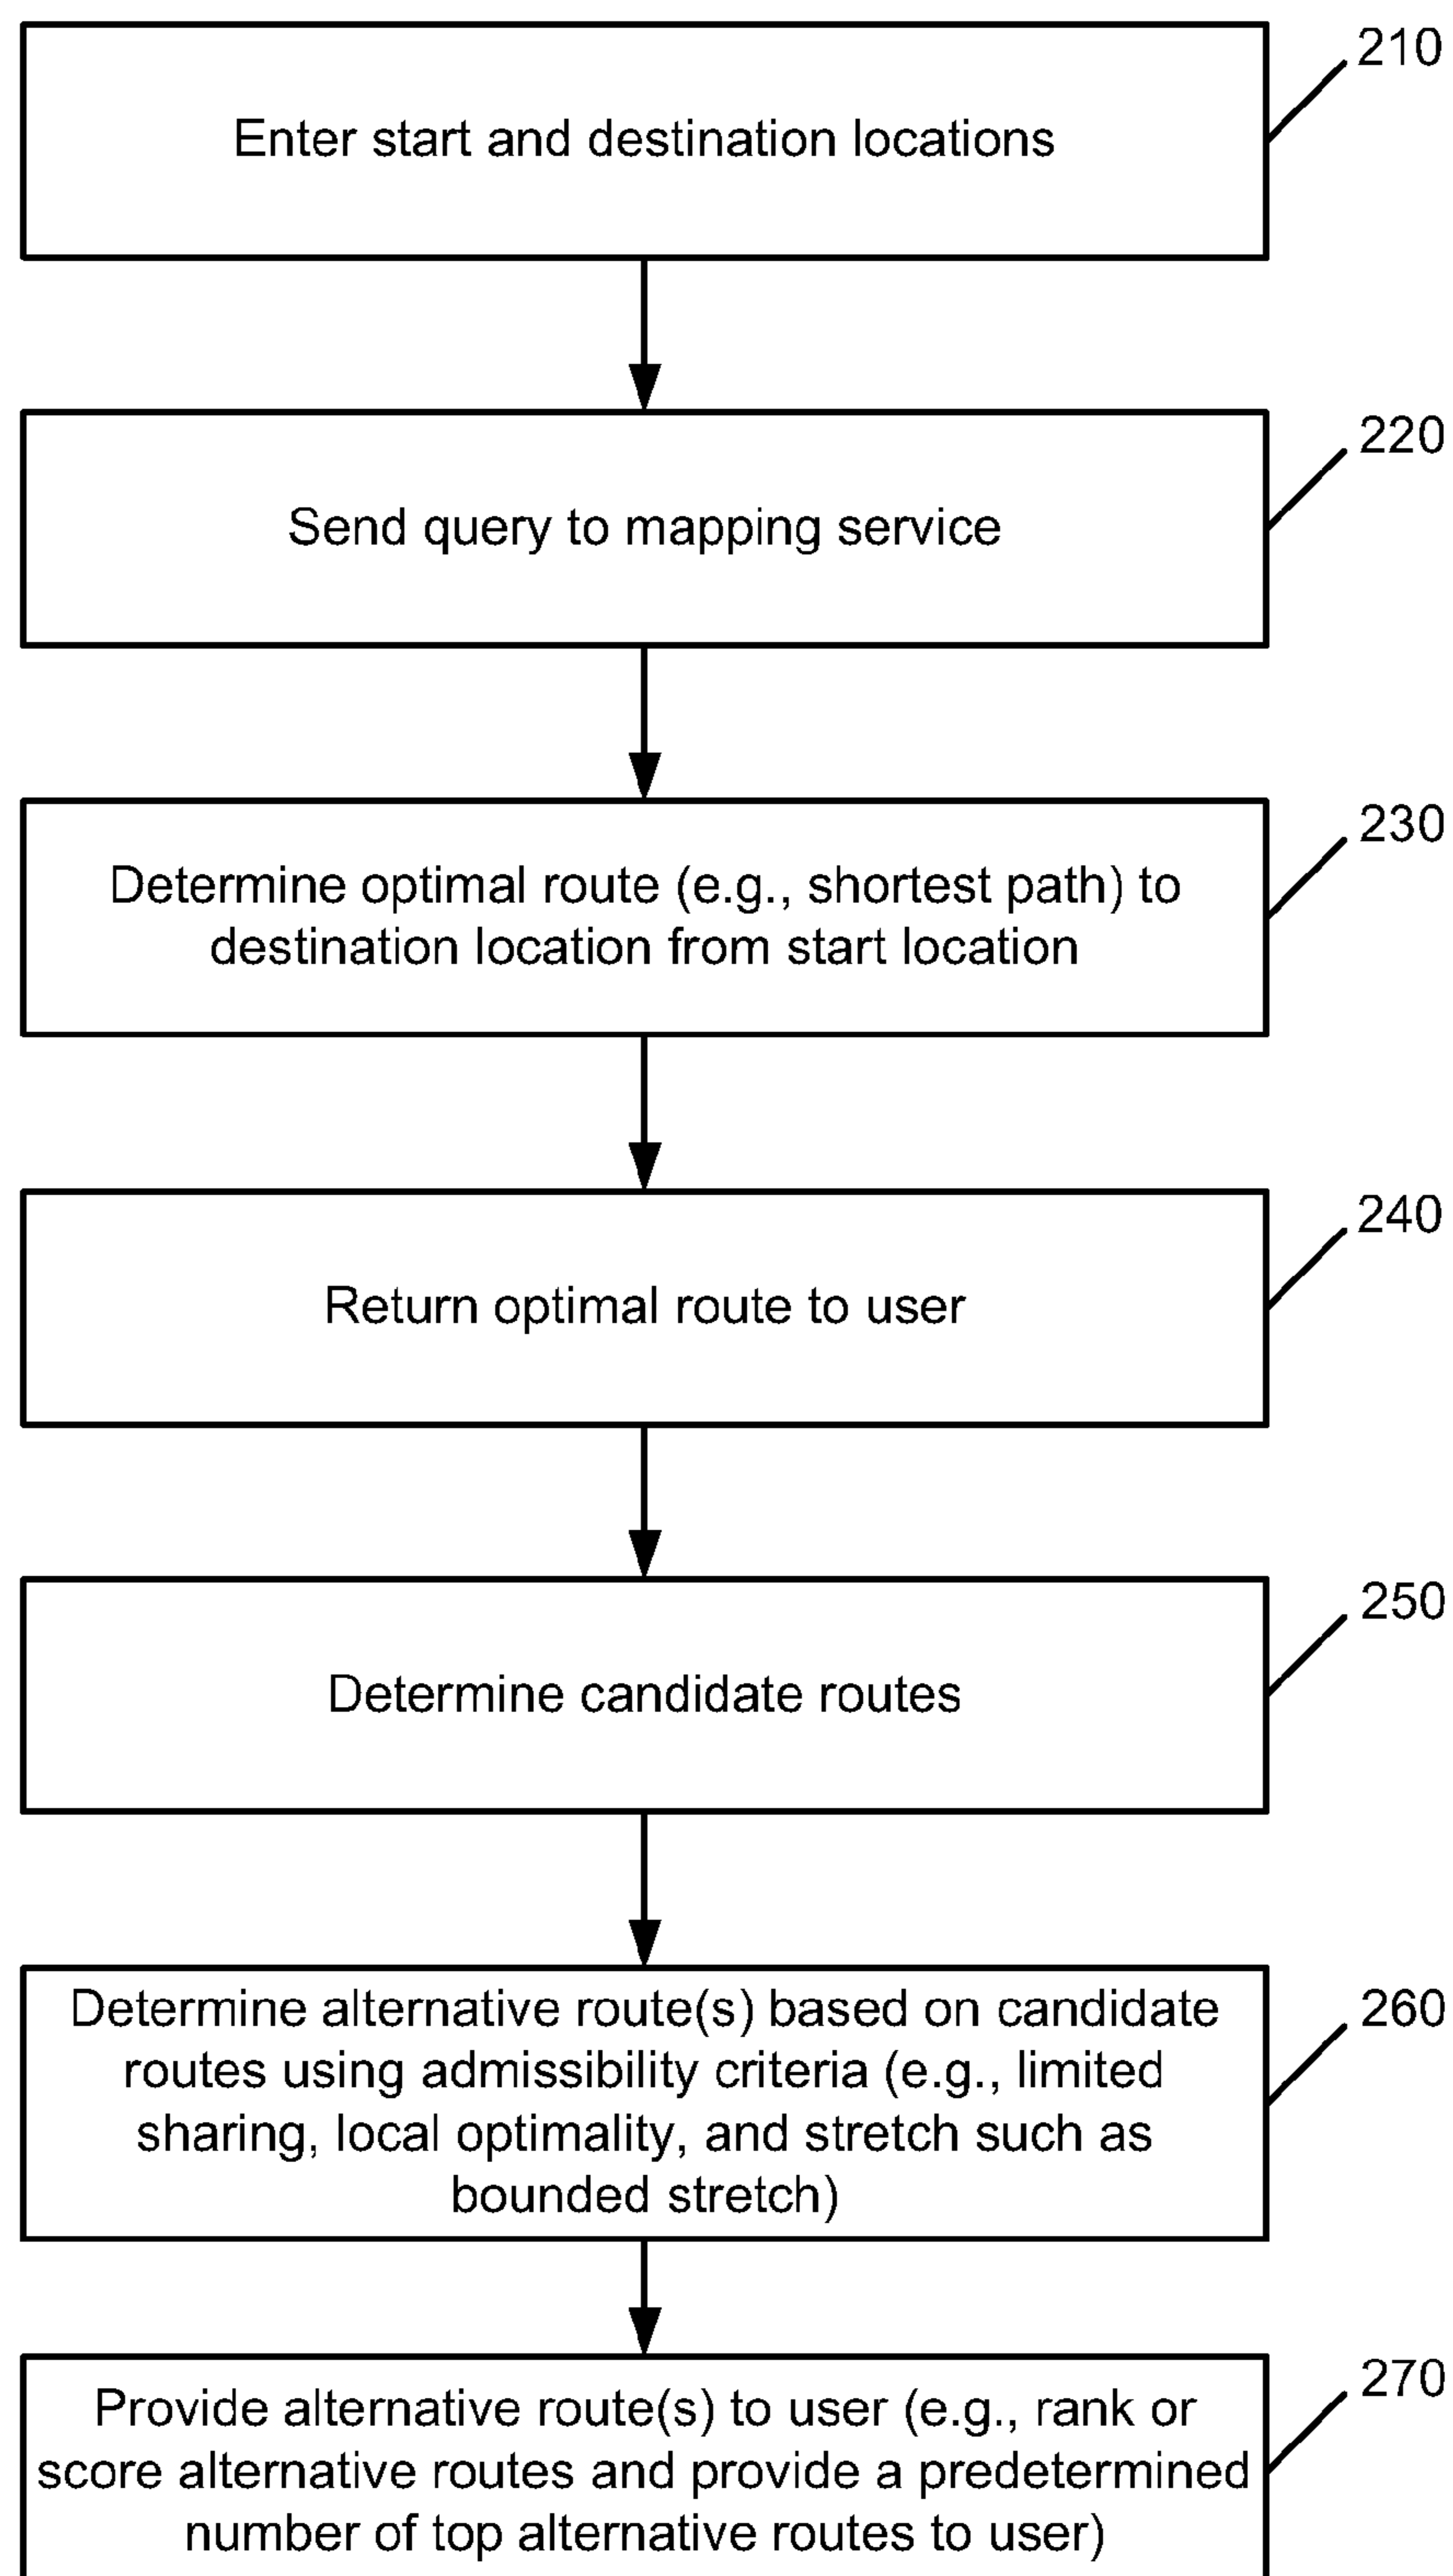 210
Enter start and destination locations
220
Send query to mapping service
230
Determine optimal route (e.g., shortest path) to
destination location from start location
240
Return optimal route to user
250
Determine candidate routes
260
Determine alternative route(s) based on candidate
routes using admissibility criteria (e.g., limited
sharing, local optimality, and stretch such as
bounded stretch)
270
Provide alternative route(s) to user (e.g., rank or
score alternative routes and provide a predetermined
number of top alternative routes to user)